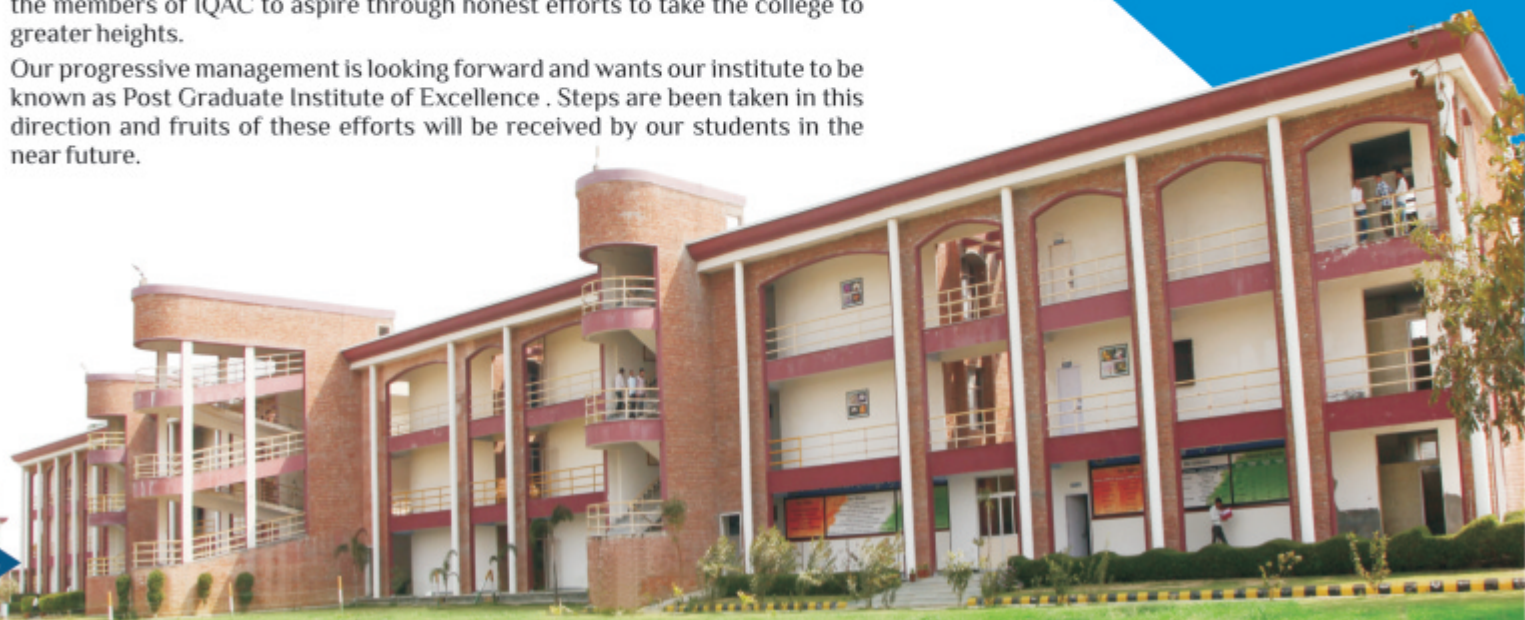 the members of IQAC to aspire through honest efforts to take the college to
greater heights.
Our progressive management is looking forward and wants our institute to be
known as Post Graduate Institute of Excellence . Steps are been taken in this
direction and fruits of these efforts will be received by our students in the
near future.